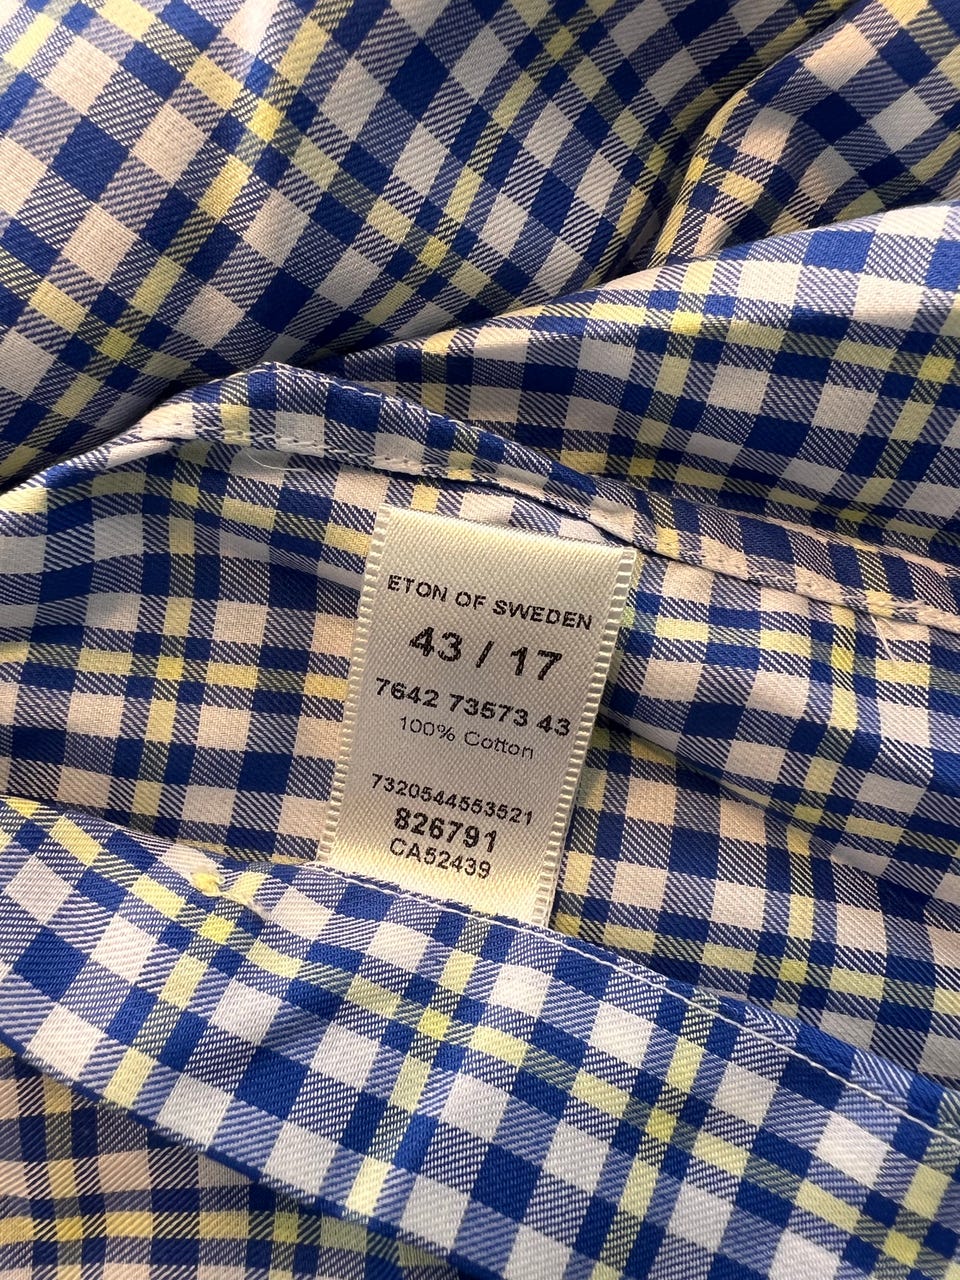 ETON OF SWEDEN
43 / 17
7642 73573 43
100% Cotton
7320544553521
826791
CA52439